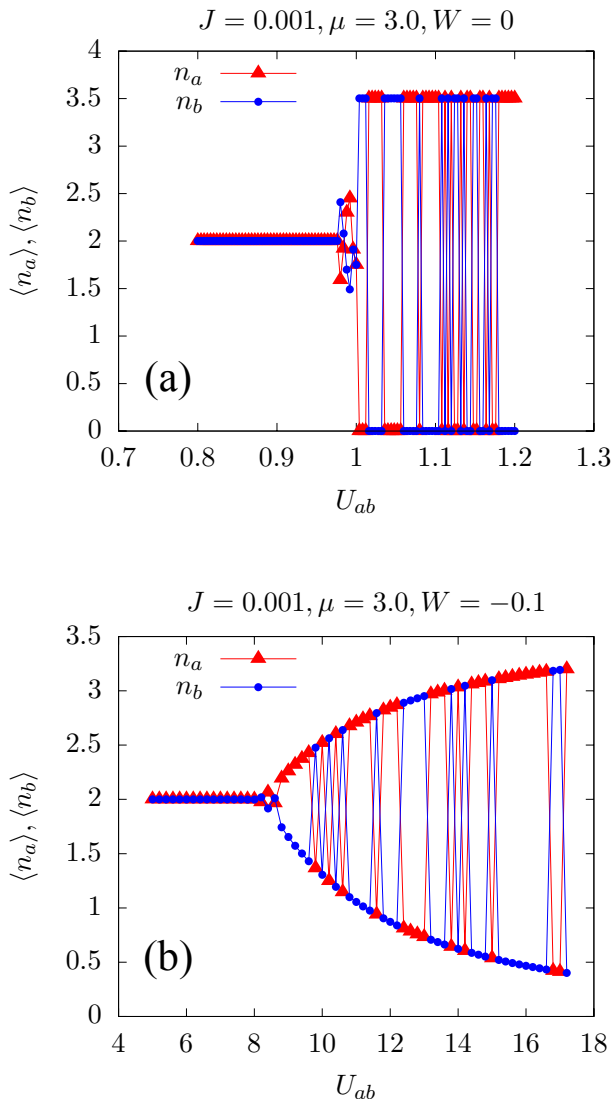 J = 0.001, μ = 3.0, W = 0
4
3.5
3
2.5
2
1.5
1
0.5
0
⟨n_a⟩, ⟨n_b⟩
n_a
n_b
(a)
0.7 0.8 0.9 1 1.1 1.2 1.3
U_ab
J = 0.001, μ = 3.0, W = −0.1
3.5
3
2.5
2
1.5
1
0.5
0
⟨n_a⟩, ⟨n_b⟩
n_a
n_b
(b)
4 6 8 10 12 14 16 18
U_ab